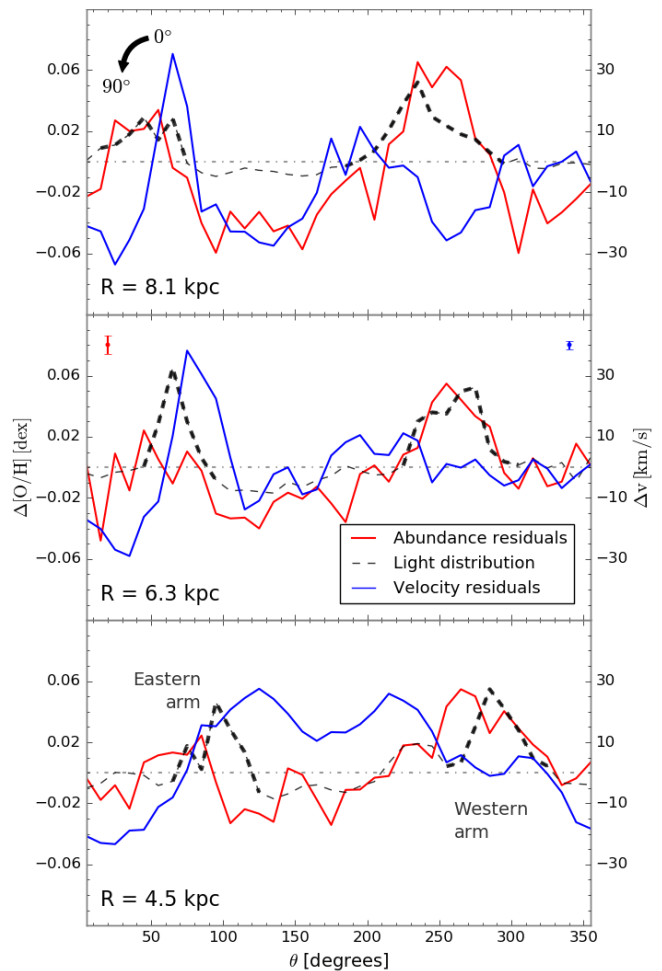 0°
90°
0.06
0.02
−0.02
−0.06
30
10
−10
−30
R = 8.1 kpc
0.06
0.02
−0.02
−0.06
30
10
−10
−30
Δ[O/H] [dex]
Δv [km/s]
Abundance residuals
Light distribution
Velocity residuals
R = 6.3 kpc
0.06
0.02
−0.02
−0.06
30
10
−10
−30
Eastern
arm
Western
arm
R = 4.5 kpc
50 100 150 200 250 300 350
θ [degrees]